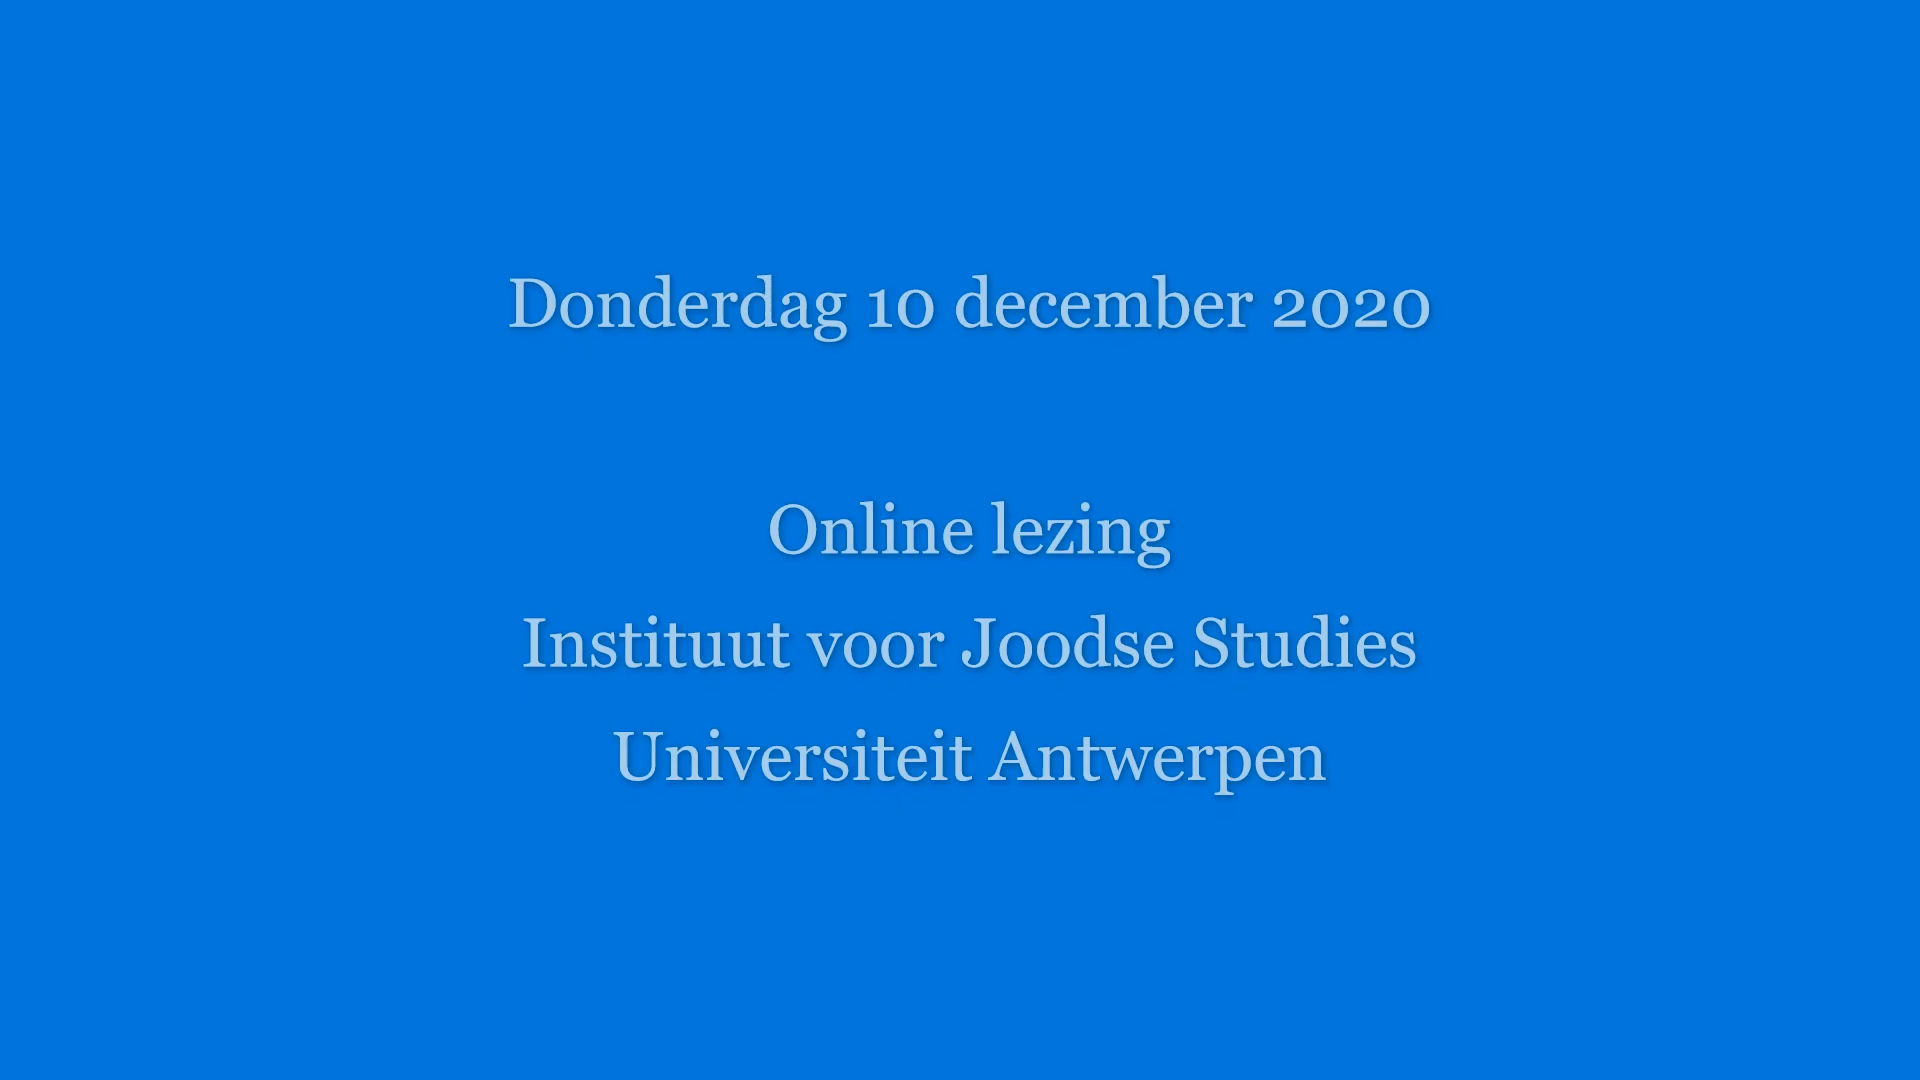 Donderdag 10 december 2020
Online lezing
Instituut voor Joodse Studies
Universiteit Antwerpen